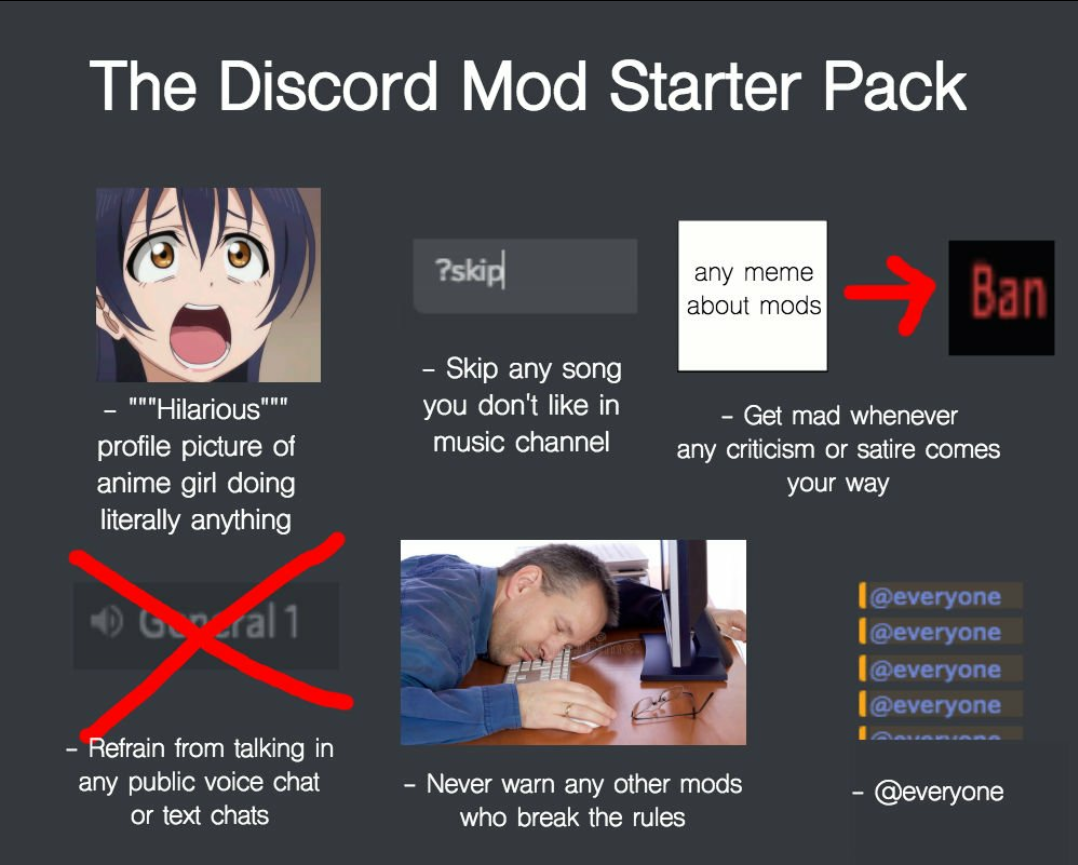 The Discord Mod Starter Pack
?skip
any meme
about mods
Ban
- """Hilarious"""
profile picture of
anime girl doing
literally anything
- Skip any song
you don't like in
music channel
- Get mad whenever
any criticism or satire comes
your way
General 1
- Refrain from talking in
any public voice chat
or text chats
- Never warn any other mods
who break the rules
@everyone
@everyone
@everyone
@everyone
@everyone
- @everyone